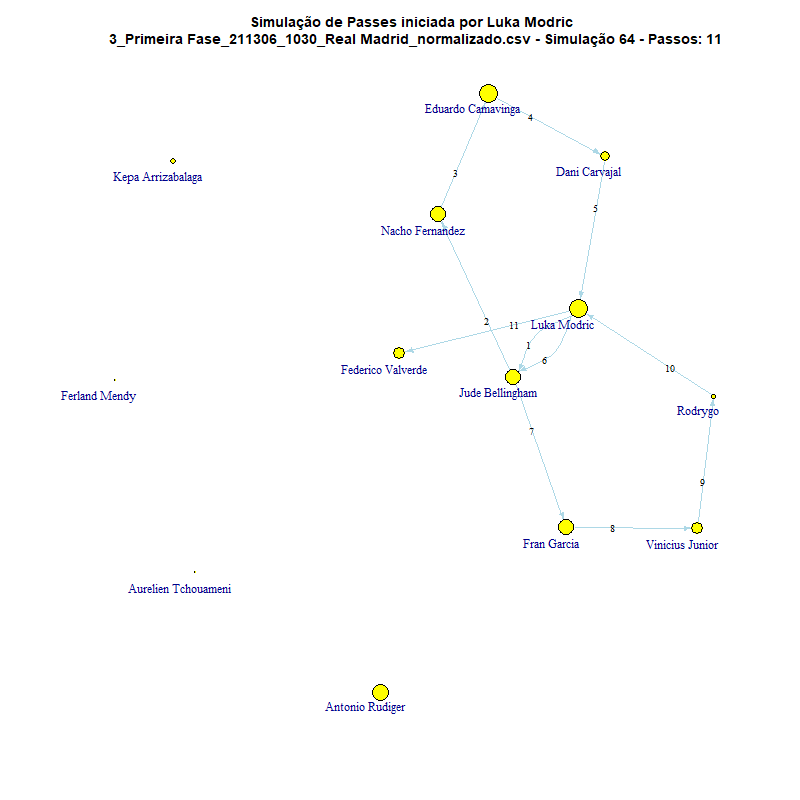 Simulação de Passes iniciada por Luka Modric
3_Primeira Fase_211306_1030_Real Madrid_normalizado.csv - Simulação 64 - Passos: 11
Eduardo Camavinga
4
Dani Carvajal
Kepa Arrizabalaga
3
5
Nacho Fernandez
2
11
Luka Modric
1
6
Federico Valverde
10
Jude Bellingham
Ferland Mendy
Rodrygo
7
9
8
Fran Garcia
Vinicius Junior
Aurelien Tchouameni
Antonio Rudiger